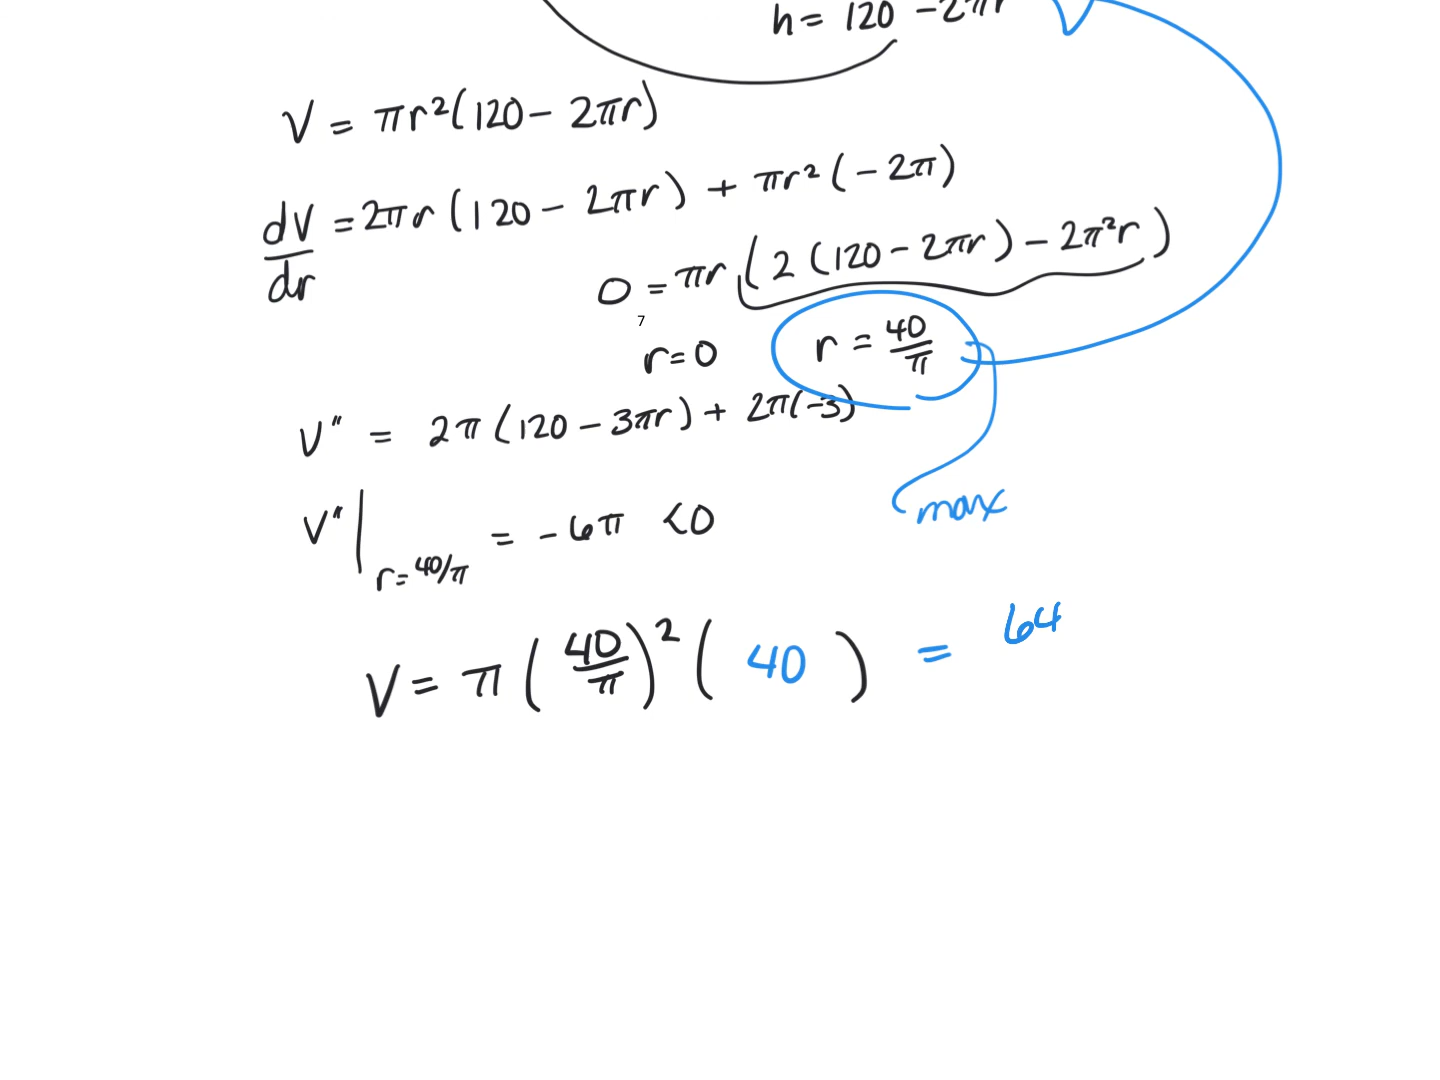 h = 120 - 2πr
V = πr²(120 - 2πr)
dV/dr = 2πr (120 - 2πr) + πr² (-2π)
0 = πr (2 (120 - 2πr) - 2π²r)
7
r = 0 r = 40/π
V" = 2π (120 - 3πr) + 2π(-3)
max
V"|r=40/π = -6π <0
V = π (40/π)² (40) = 64